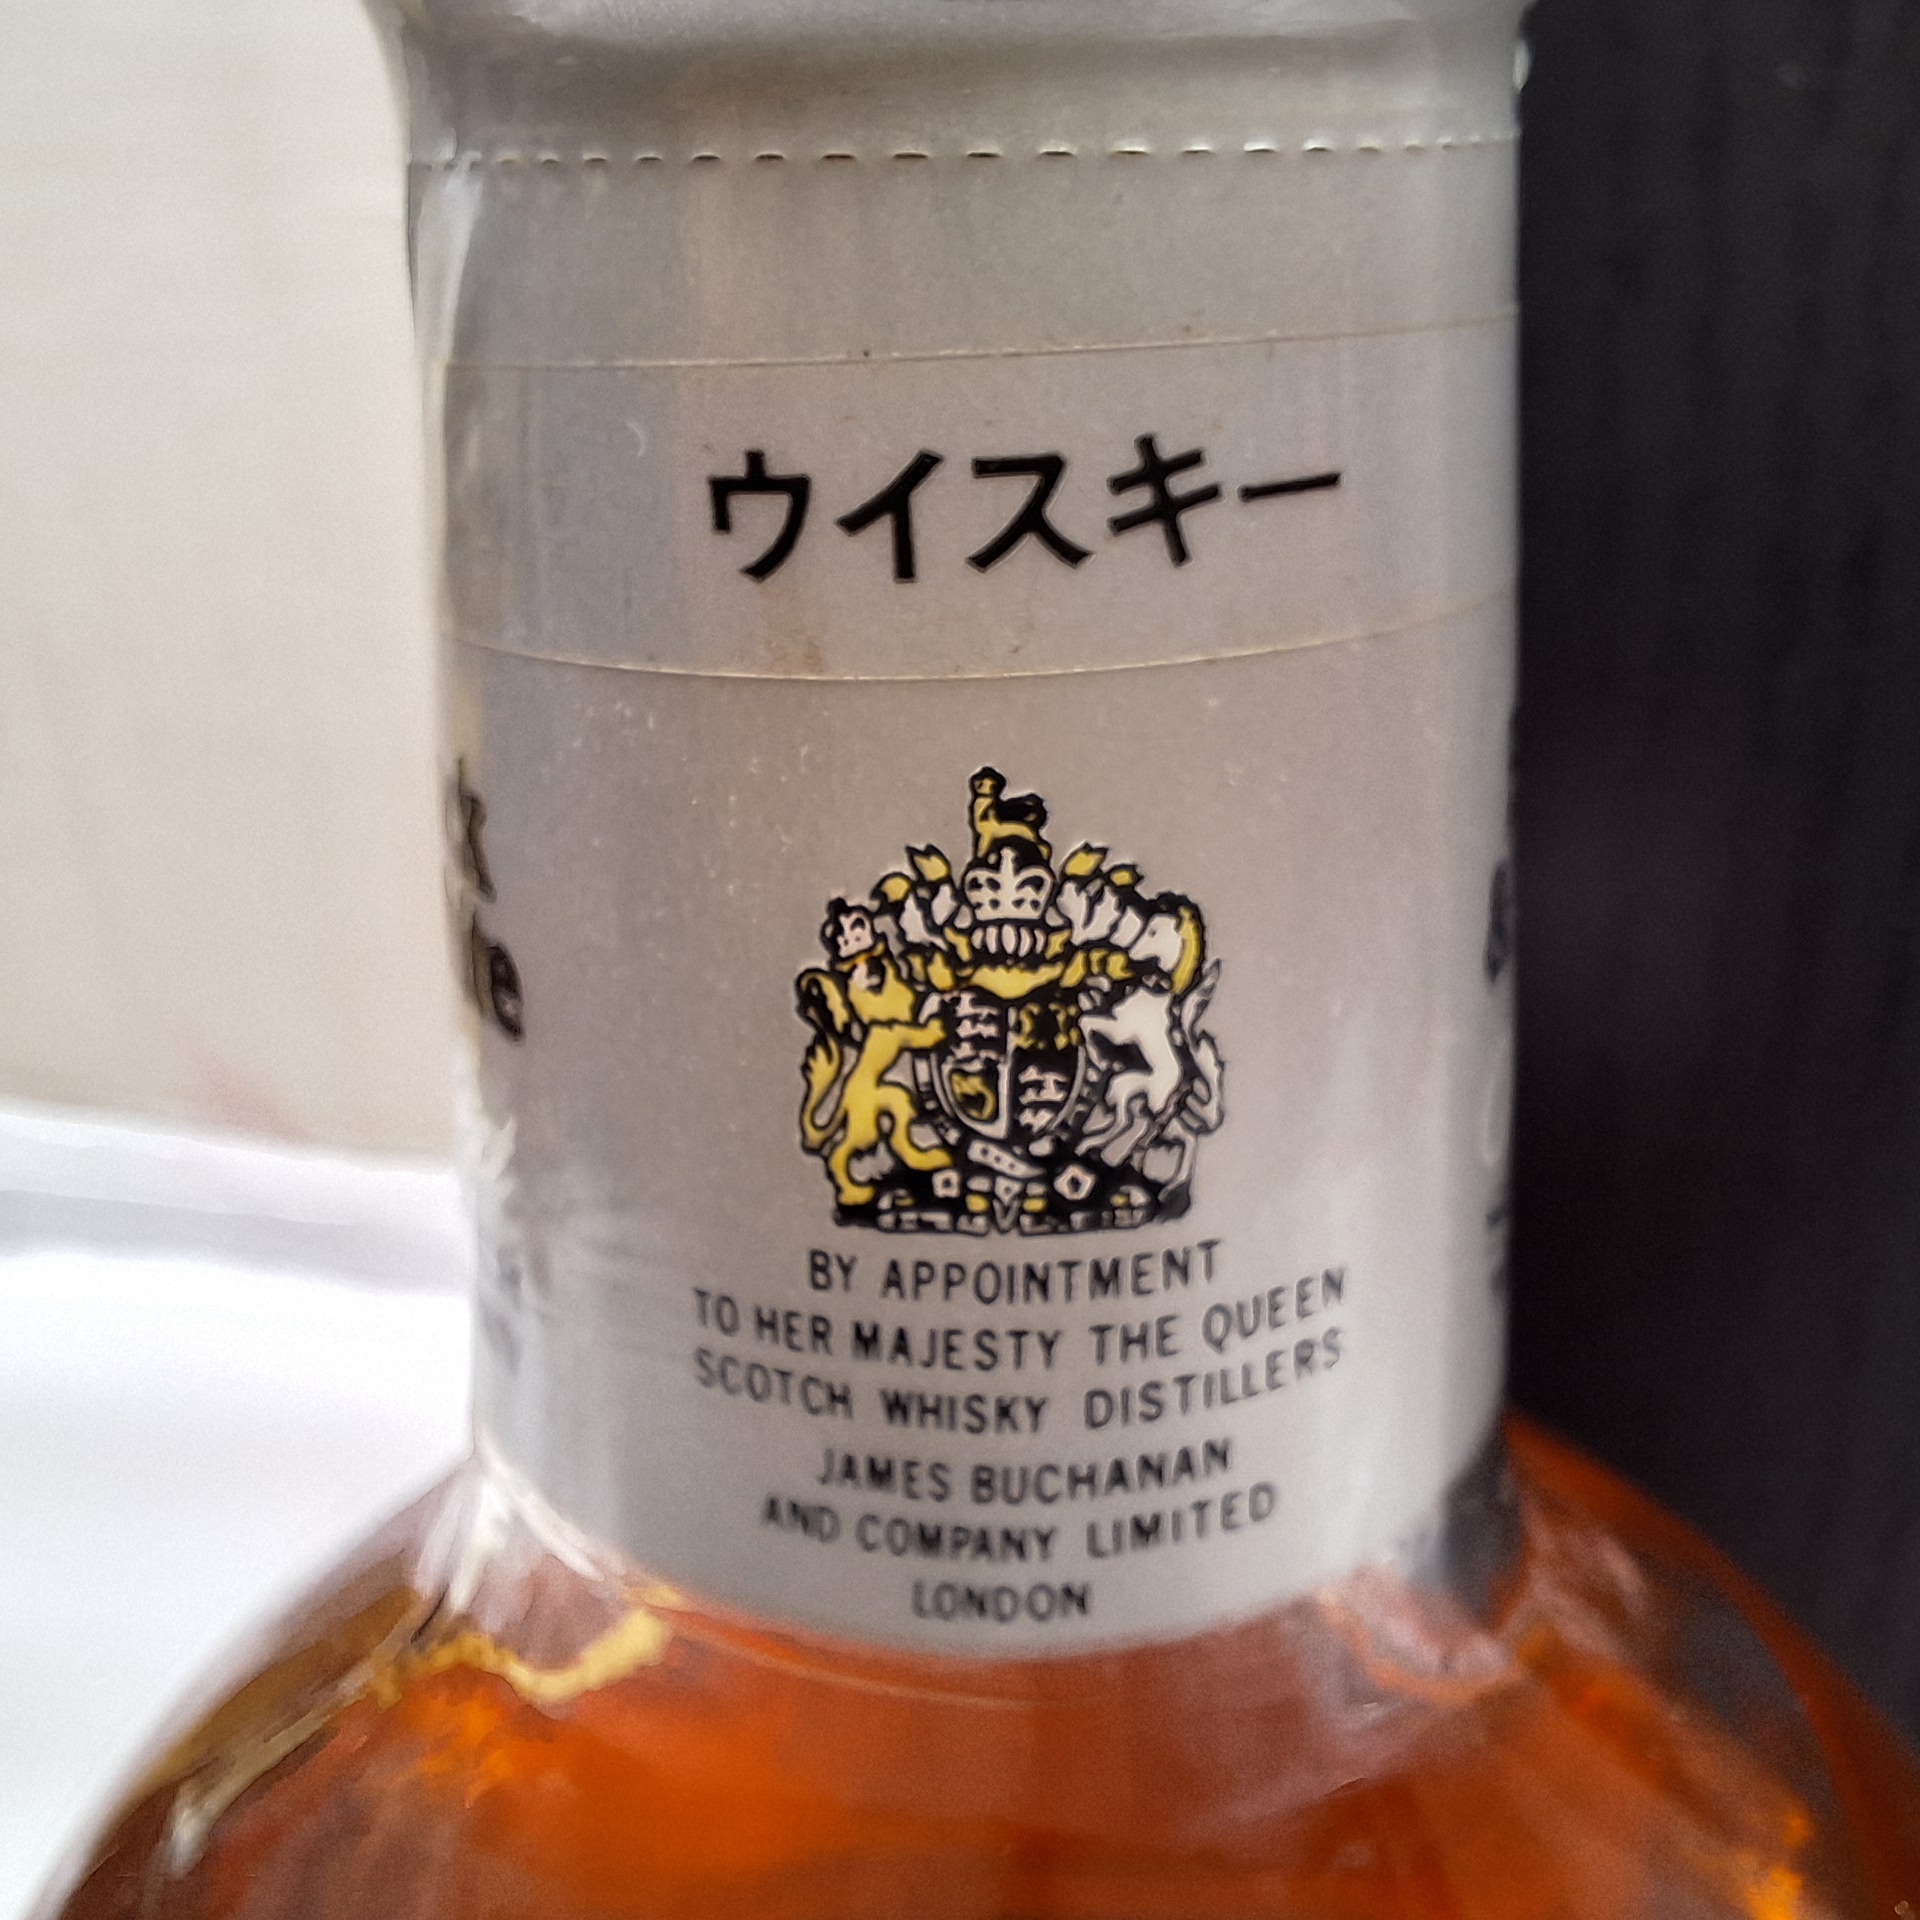 ウイスキー
BY APPOINTMENT
TO HER MAJESTY THE QUEEN
SCOTCH WHISKY DISTILLERS
JAMES BUCHANAN
AND COMPANY LIMITED
LONDON